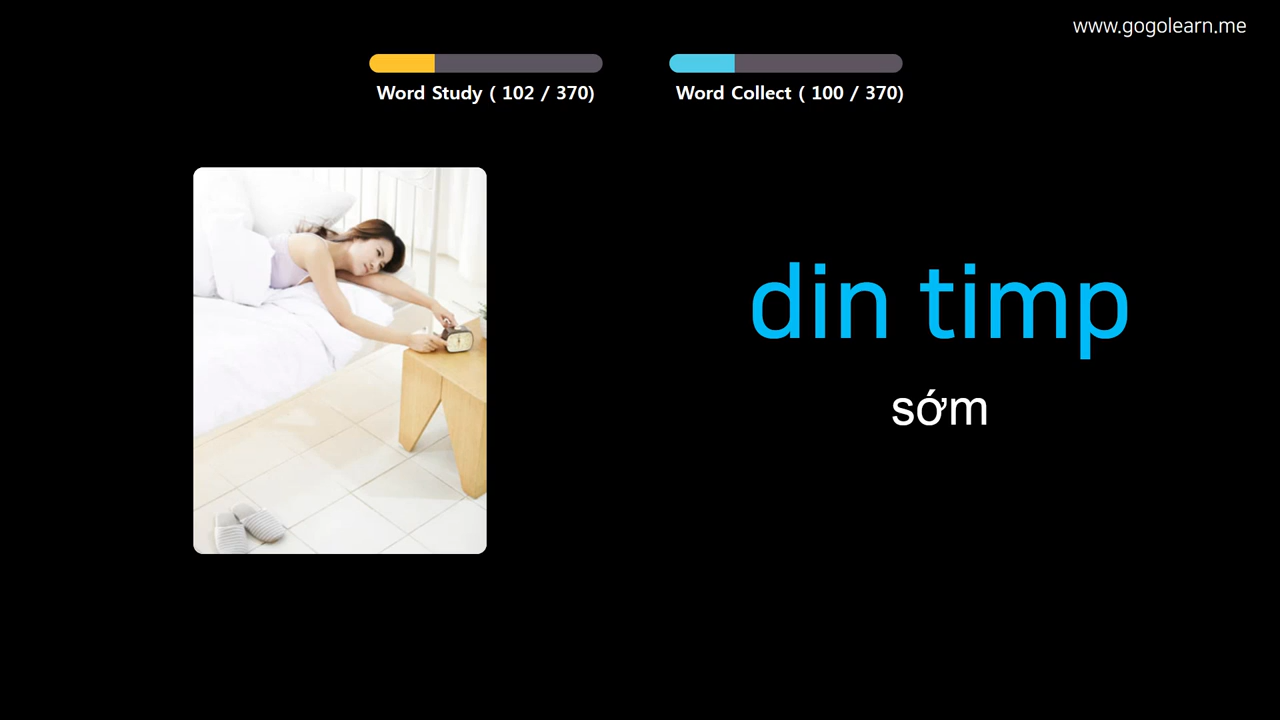 www.gogolearn.me
Word Study ( 102 / 370)
Word Collect ( 100 / 370)
din timp
sớm